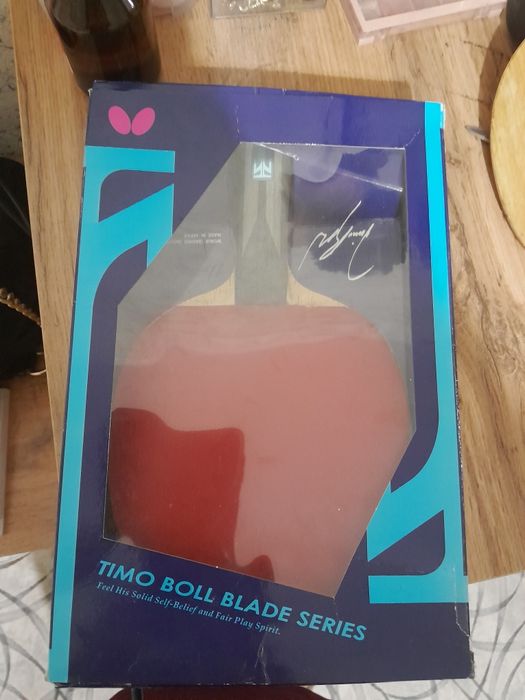 TIMO BOLL BLADE SERIES
Feel His Solid Self-Belief and Fair Play Spirit.